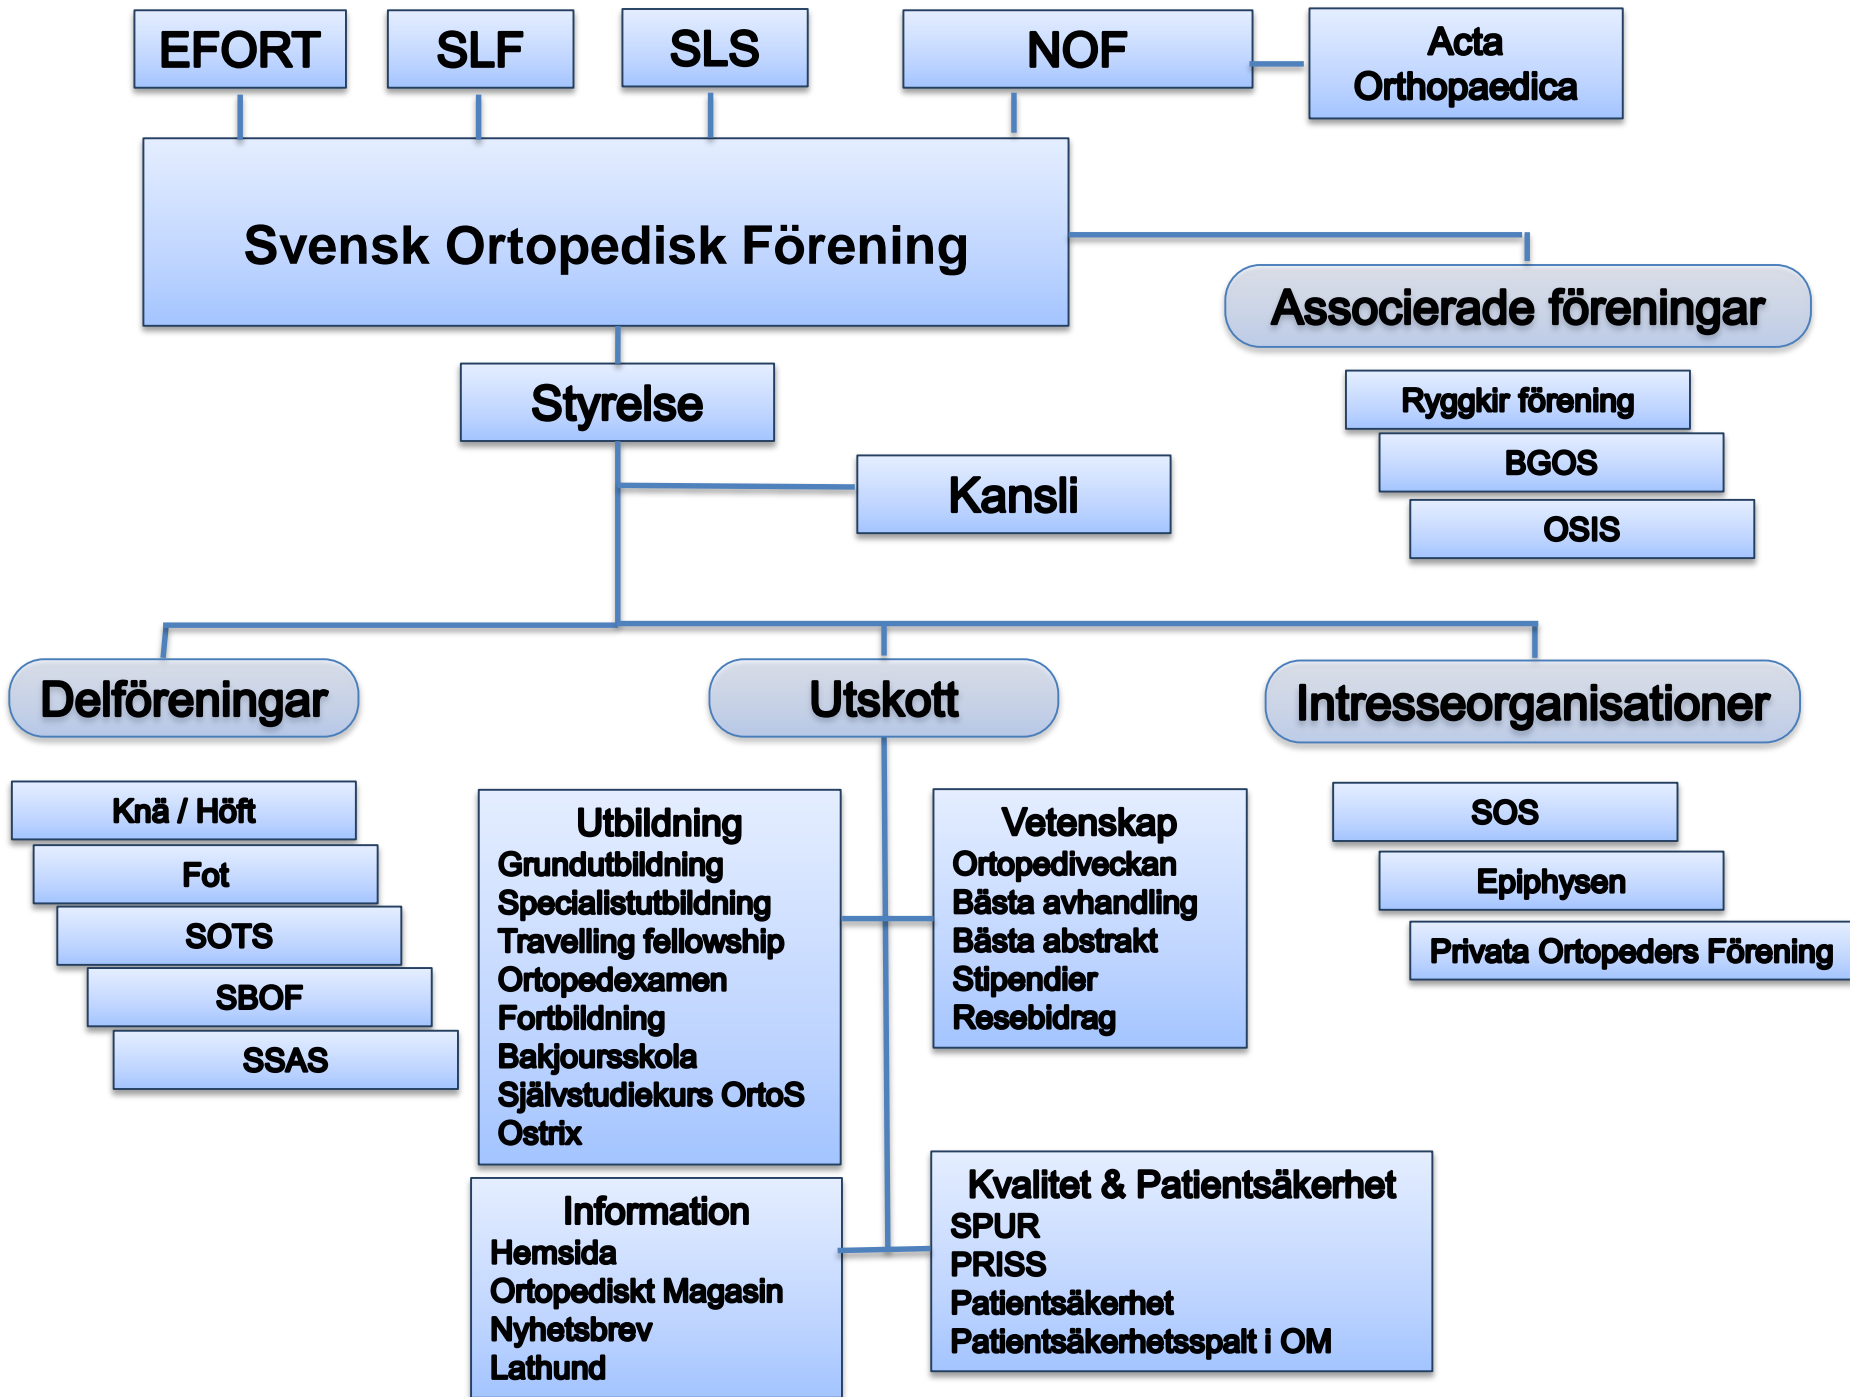 EFORT
SLF
SLS
NOF
Acta
Orthopaedica
Svensk Ortopedisk Förening
Associerade föreningar
Ryggkir förening
BGOS
OSIS
Styrelse
Kansli
Delföreningar
Knä / Höft
Fot
SOTS
SBOF
SSAS
Utskott
Utbildning
Grundutbildning
Specialistutbildning
Travelling fellowship
Ortopedexamen
Fortbildning
Bakjoursskola
Självstudiekurs OrtoS
Ostrix
Vetenskap
Ortopediveckan
Bästa avhandling
Bästa abstrakt
Stipendier
Resebidrag
Information
Hemsida
Ortopediskt Magasin
Nyhetsbrev
Lathund
Kvalitet & Patientsäkerhet
SPUR
PRISS
Patientsäkerhet
Patientsäkerhetsspalt i OM
Intresseorganisationer
SOS
Epiphysen
Privata Ortopeders Förening